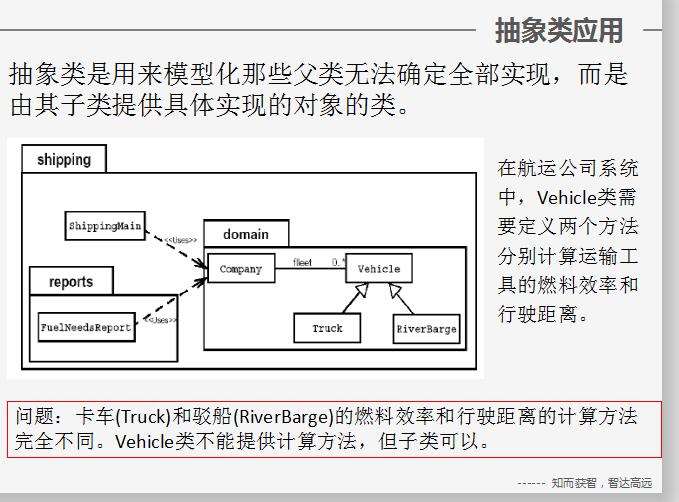 抽象类应用
抽象类是用来模型化那些父类无法确定全部实现，而是
由其子类提供具体实现的对象的类。
shipping
ShippingMain
<<Uses>>
domain
Company
fleet
0..*
Vehicle
reports
FuelNeedsReport
<<Uses>>
Truck
RiverBarge
在航运公司系统
中，Vehicle类需
要定义两个方法
分别计算运输工
具的燃料效率和
行驶距离。
问题：卡车(Truck)和驳船(RiverBarge)的燃料效率和行驶距离的计算方法
完全不同。Vehicle类不能提供计算方法，但子类可以。
------ 知而获智，智达高远